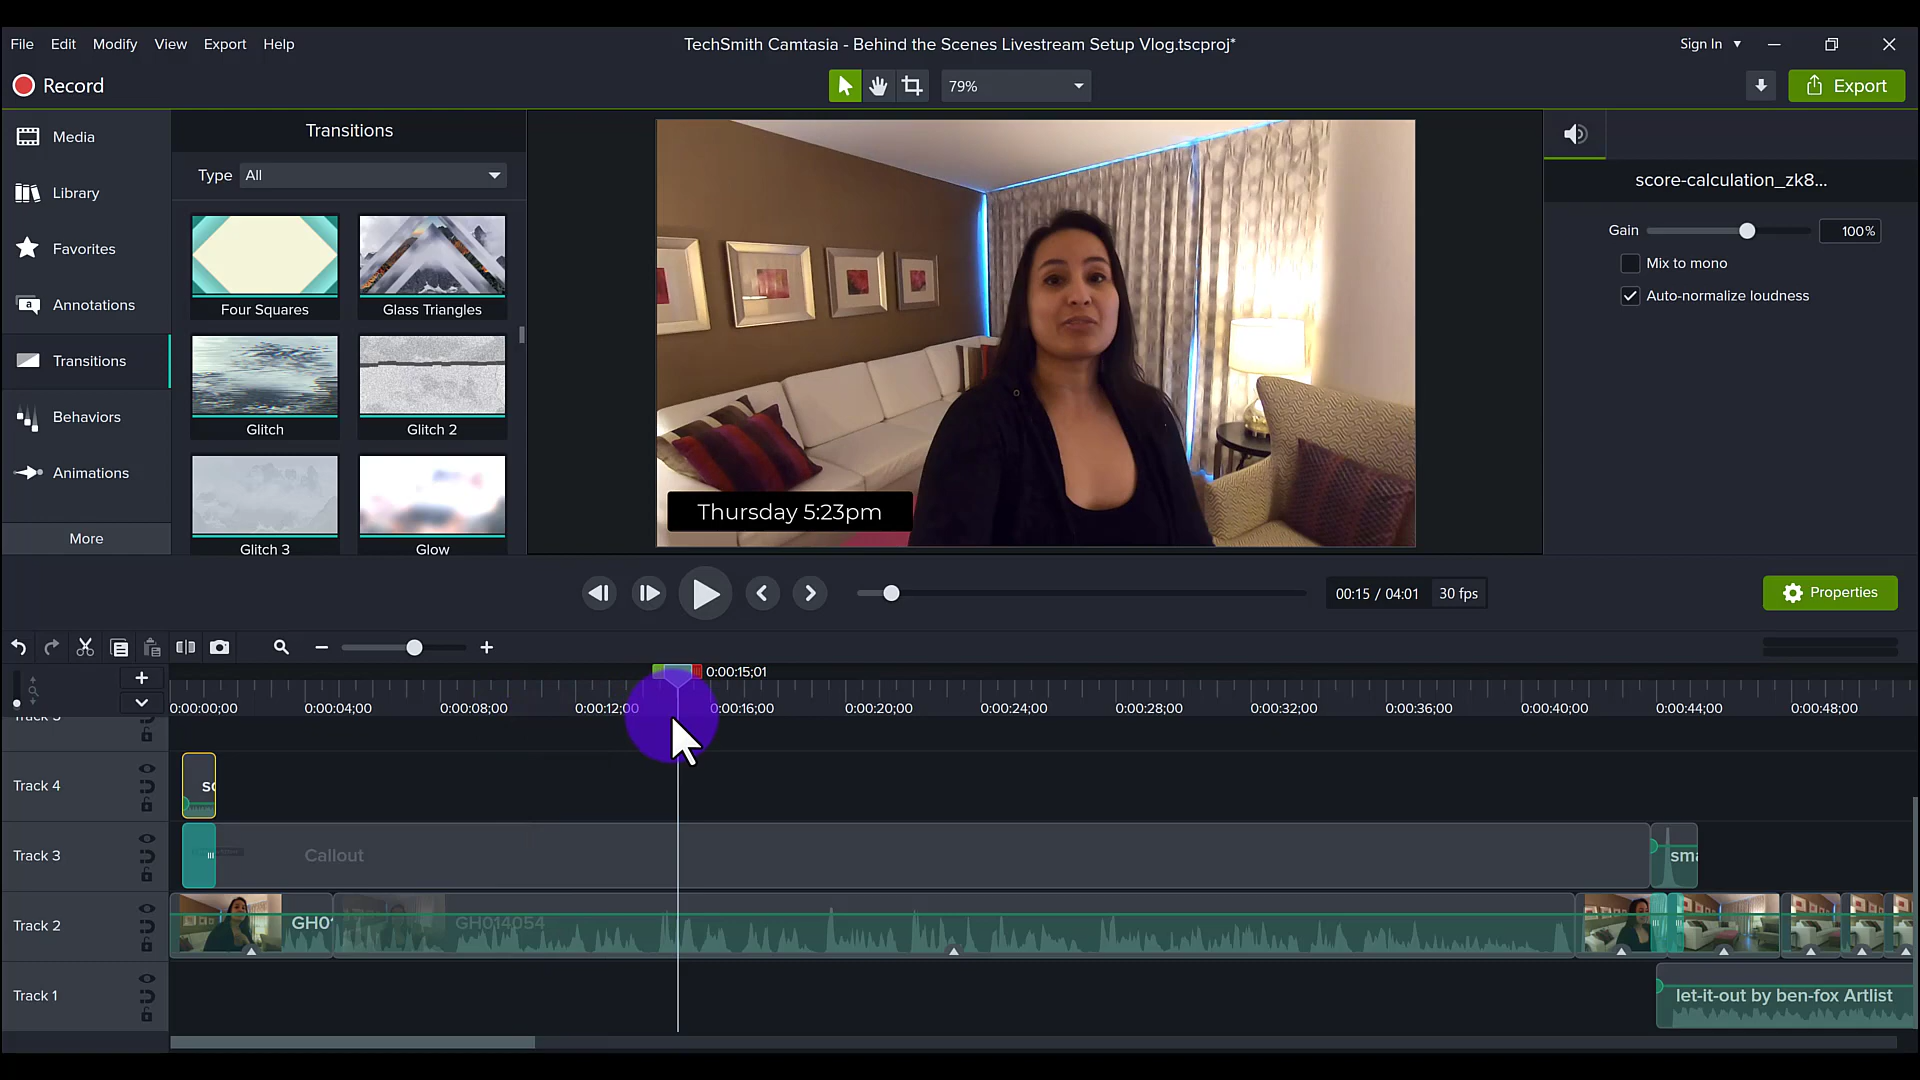 File Edit Modify View Export Help
TechSmith Camtasia - Behind the Scenes Livestream Setup Vlog.tscproj*
Sign In
Record
79%
Export
Media
Library
Favorites
Annotations
Transitions
Behaviors
Animations
More
Transitions
Type All
Four Squares Glass Triangles
Glitch Glitch 2
Glitch 3 Glow
Thursday 5:23pm
score-calculation_zk8...
Gain 100%
Mix to mono
Auto-normalize loudness
00:15 / 04:01 30 fps
Properties
0:00:15;01
0:00:00;00 0:00:04;00 0:00:08;00 0:00:12;00 0:00:16;00 0:00:20;00 0:00:24;00 0:00:28;00 0:00:32;00 0:00:36;00 0:00:40;00 0:00:44;00 0:00:48;00
Track 4
Track 3 Callout sma
Track 2 GH01 GH014054
Track 1 let-it-out by ben-fox Artlist